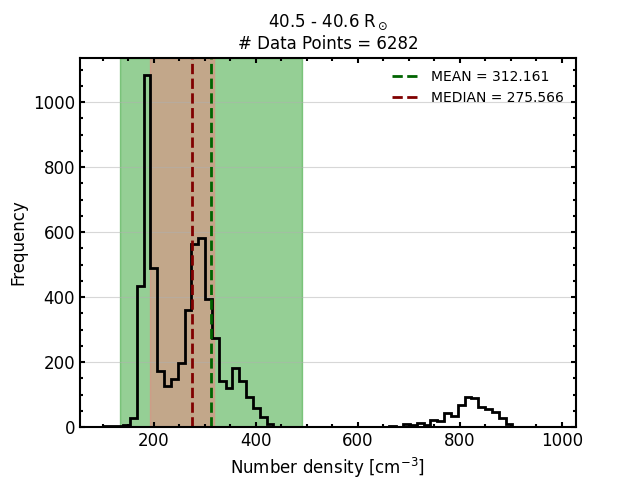 40.5 - 40.6 R☉
# Data Points = 6282
MEAN = 312.161
MEDIAN = 275.566
1000
800
600
400
200
0
Frequency
200 400 600 800 1000
Number density [cm⁻³]